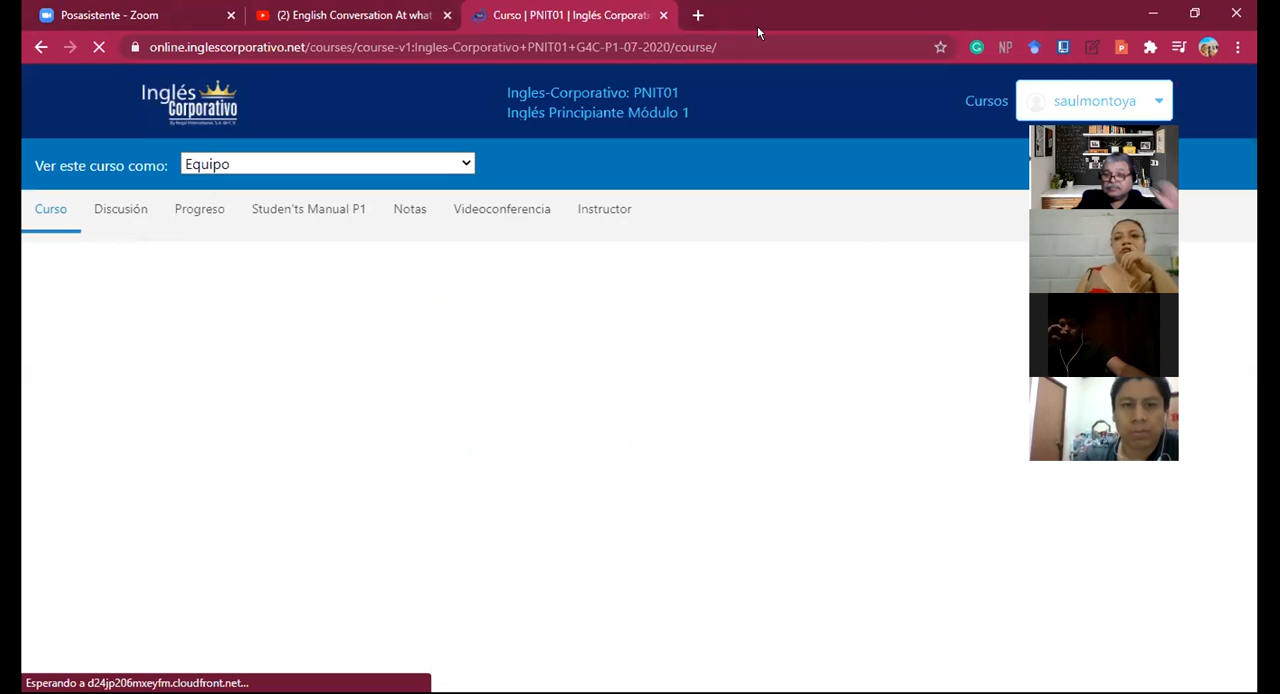 Posasistente - Zoom
(2) English Conversation At what
Curso | PNIT01 | Inglés Corporati
online.inglescorporativo.net/courses/course-v1:Ingles-Corporativo+PNIT01+G4C-P1-07-2020/course/
NP
Inglés
Corporativo
Ingles-Corporativo: PNIT01
Inglés Principiante Módulo 1
Cursos
saulmontoya
Ver este curso como:
Equipo
Curso
Discusión
Progreso
Studen'ts Manual P1
Notas
Videoconferencia
Instructor
Esperando a d24jp206mxeyfm.cloudfront.net...